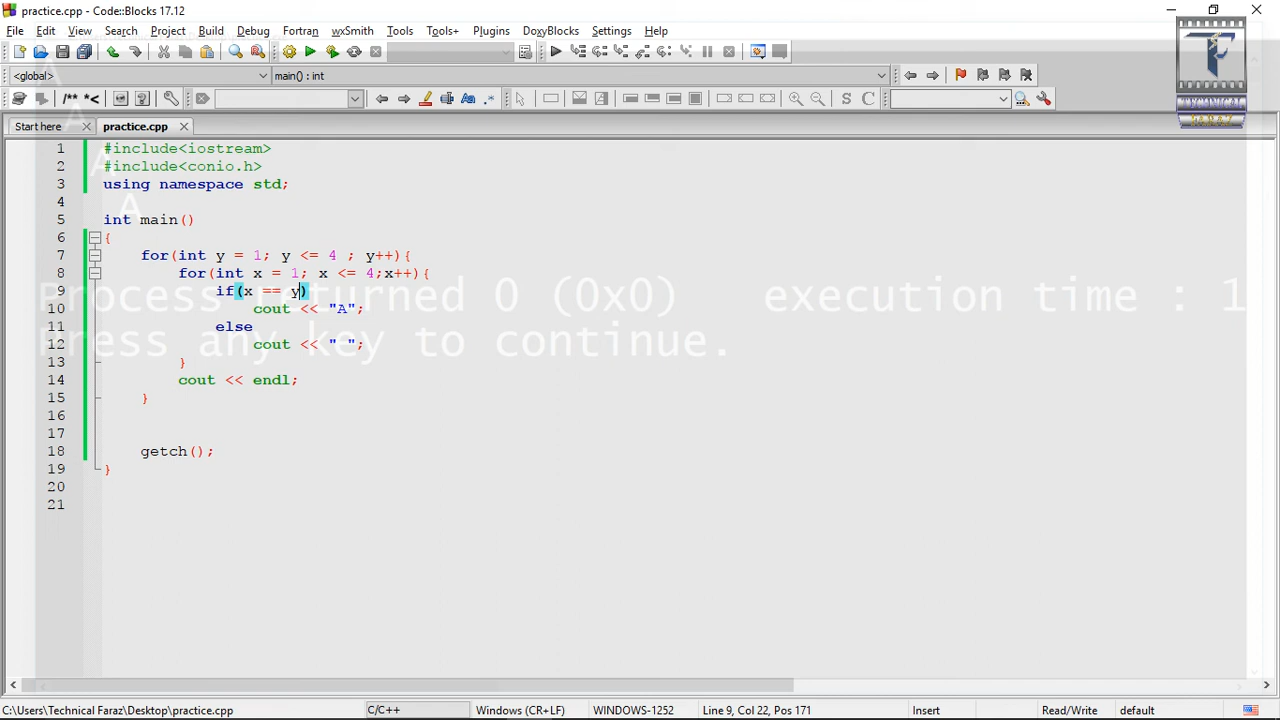 practice.cpp - Code::Blocks 17.12
File Edit View Search Project Build Debug Fortran wxSmith Tools Tools+ Plugins DoxyBlocks Settings Help
<global> main() : int
/** *<
S C
TECHNICAL
FARAZ
Start here practice.cpp
1 #include<iostream>
2 #include<conio.h>
3 using namespace std;
4
5 int main()
6 {
7 for(int y = 1; y <= 4 ; y++){
8 for(int x = 1; x <= 4;x++){
9 if(x == y)
10 cout << "A";
11 else
12 cout << " ";
13 }
14 cout << endl;
15 }
16
17
18 getch();
19 }
20
21
A
A
A
A
Process returned 0 (0x0) execution time : 1
Press any key to continue.
C:\Users\Technical Faraz\Desktop\practice.cpp C/C++ Windows (CR+LF) WINDOWS-1252 Line 9, Col 22, Pos 171 Insert Read/Write default